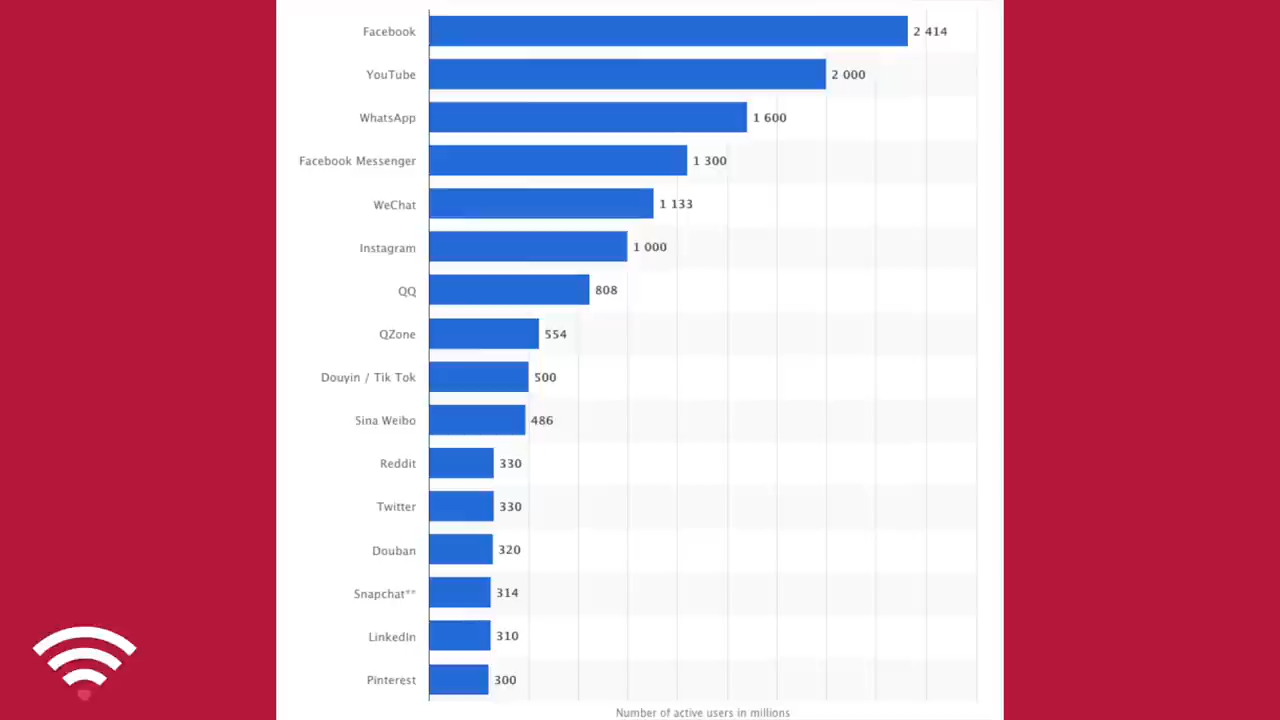 Facebook 2 414
YouTube 2 000
WhatsApp 1 600
Facebook Messenger 1 300
WeChat 1 133
Instagram 1 000
QQ 808
QZone 554
Douyin / Tik Tok 500
Sina Weibo 486
Reddit 330
Twitter 330
Douban 320
Snapchat** 314
LinkedIn 310
Pinterest 300
Number of active users in millions